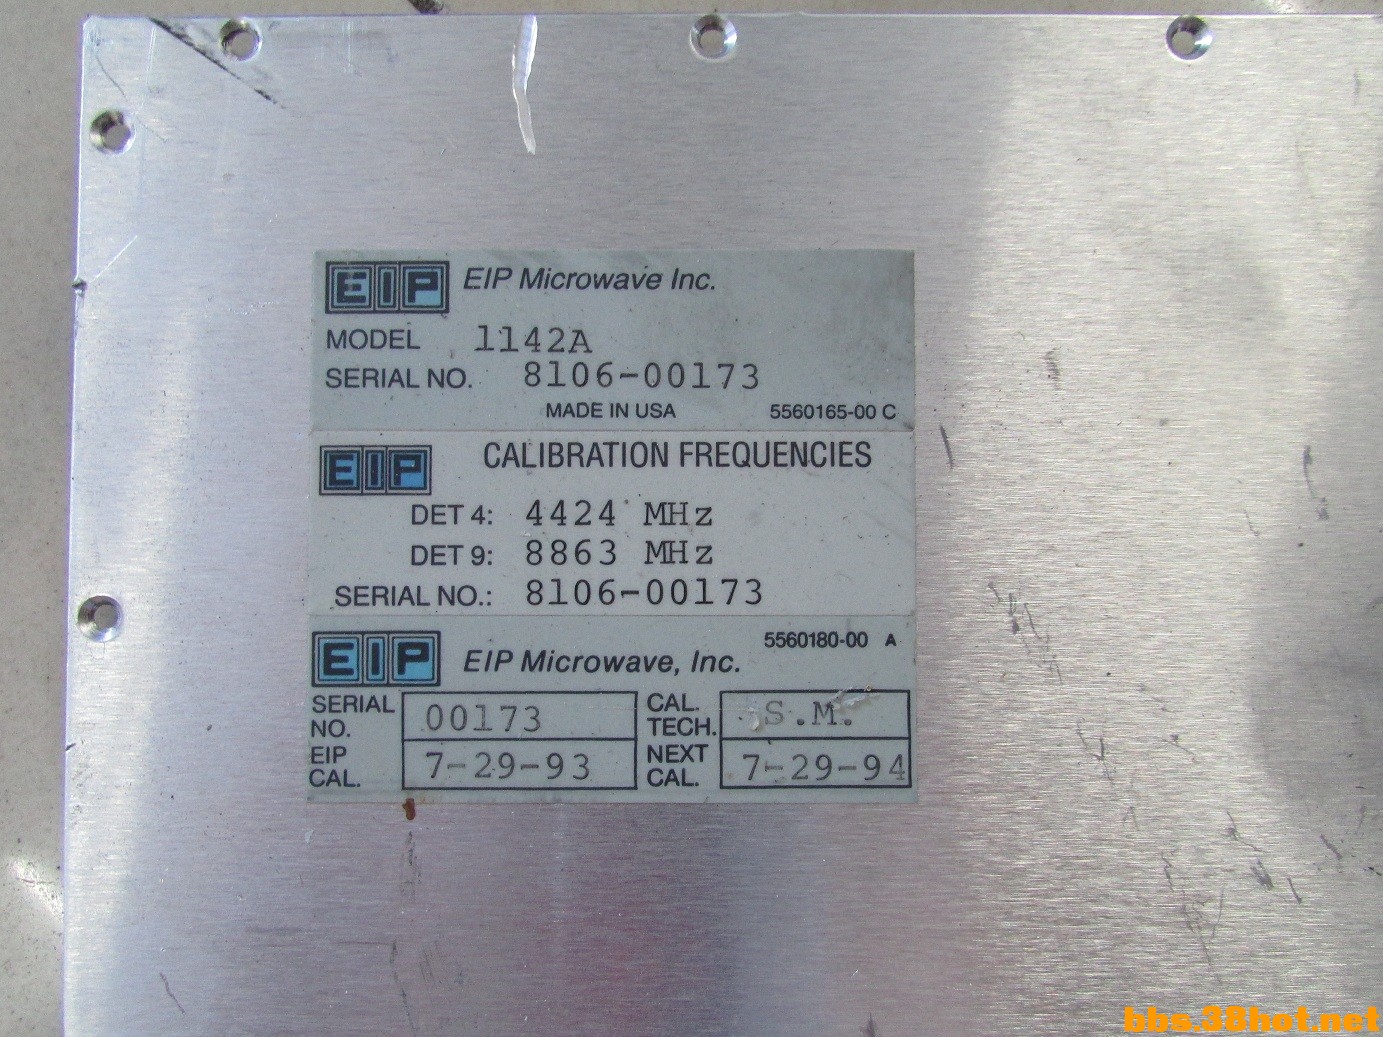 EIP EIP Microwave Inc.
MODEL 1142A
SERIAL NO. 8106-00173
MADE IN USA 5560165-00 C
EIP CALIBRATION FREQUENCIES
DET 4: 4424 MHz
DET 9: 8863 MHz
SERIAL NO.: 8106-00173
5560180-00 A
EIP EIP Microwave, Inc.
SERIAL NO. 00173 CAL. TECH. S.M.
EIP CAL. 7-29-93 NEXT CAL. 7-29-94
bbs.38hot.net